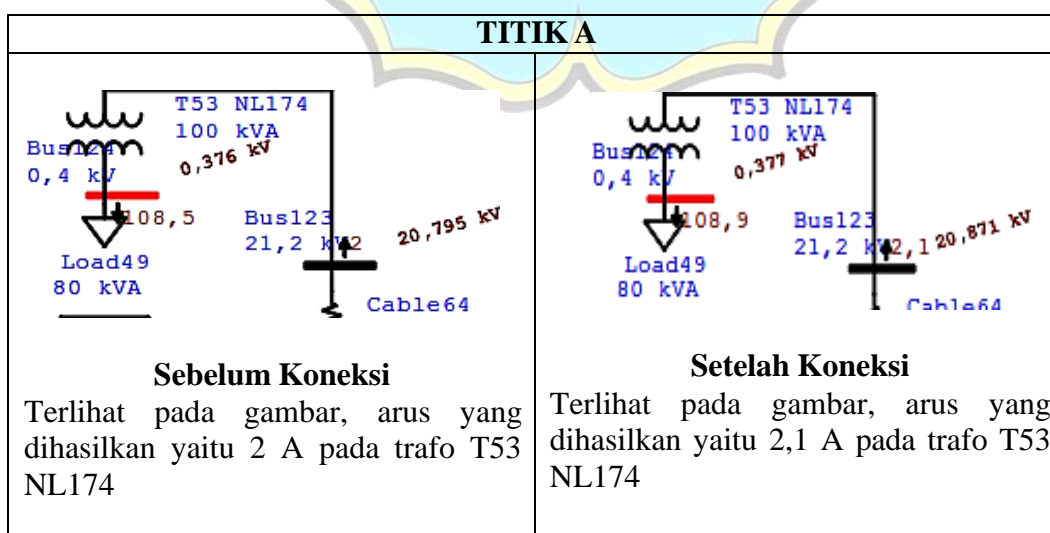 TITIK A
T53 NL174
100 kVA
Bus124
0,4 kV
0,376 kV
108,5
Load49
80 kVA
Bus123
21,2 kV
2
20,795 kV
Cable64
Sebelum Koneksi
Terlihat pada gambar, arus yang
dihasilkan yaitu 2 A pada trafo T53
NL174
T53 NL174
100 kVA
Bus124
0,4 kV
0,377 kV
108,9
Load49
80 kVA
Bus123
21,2 kV
2,1
20,871 kV
Cable64
Setelah Koneksi
Terlihat pada gambar, arus yang
dihasilkan yaitu 2,1 A pada trafo T53
NL174